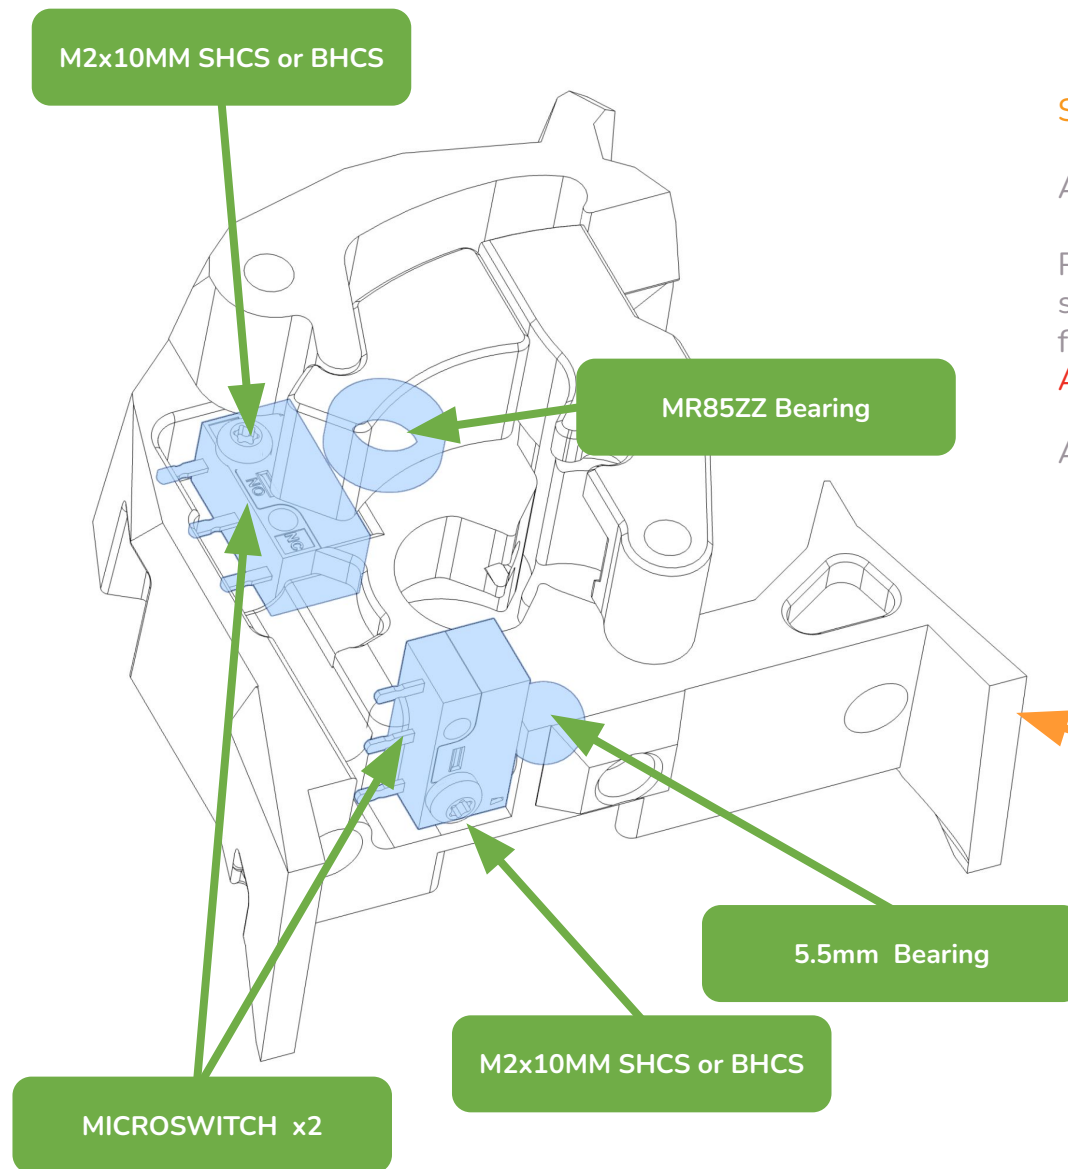 M2x10MM SHCS or BHCS
MR85ZZ Bearing
NO
NC
5.5mm Bearing
M2x10MM SHCS or BHCS
MICROSWITCH x2